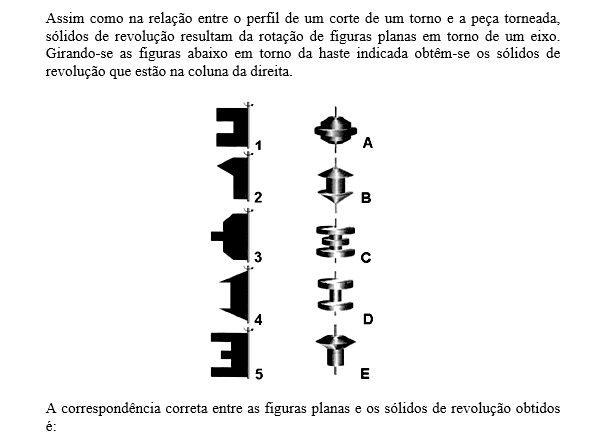 Assim como na relação entre o perfil de um corte de um torno e a peça torneada,
sólidos de revolução resultam da rotação de figuras planas em torno de um eixo.
Girando-se as figuras abaixo em torno da haste indicada obtêm-se os sólidos de
revolução que estão na coluna da direita.
1 A
2 B
3 C
4 D
5 E
A correspondência correta entre as figuras planas e os sólidos de revolução obtidos
é: